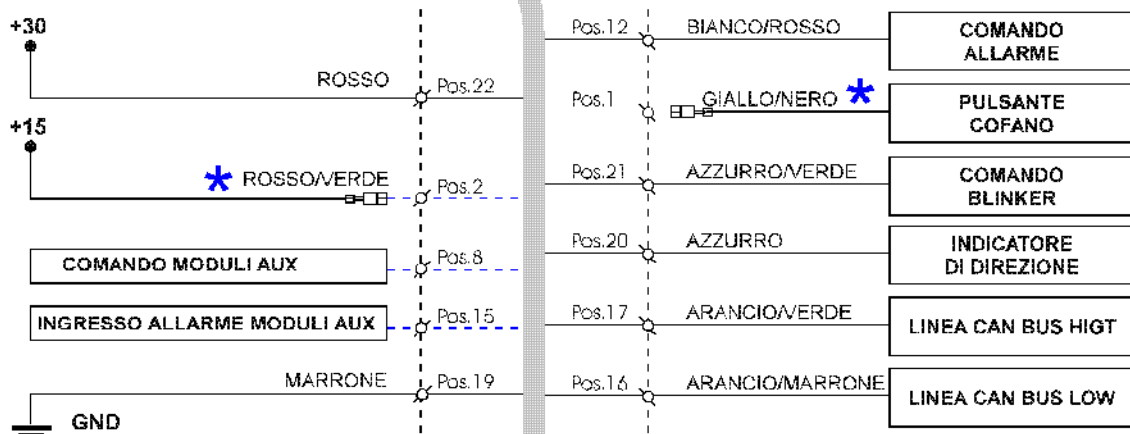 +30
ROSSO
Pos.22
+15
* ROSSO/VERDE
Pos.2
COMANDO MODULI AUX
Pos.8
INGRESSO ALLARME MODULI AUX
Pos.15
MARRONE
Pos.19
GND
Pos.12
BIANCO/ROSSO
COMANDO
ALLARME
Pos.1
GIALLO/NERO *
PULSANTE
COFANO
Pos.21
AZZURRO/VERDE
COMANDO
BLINKER
Pos.20
AZZURRO
INDICATORE
DI DIREZIONE
Pos.17
ARANCIO/VERDE
LINEA CAN BUS HIGT
Pos.16
ARANCIO/MARRONE
LINEA CAN BUS LOW